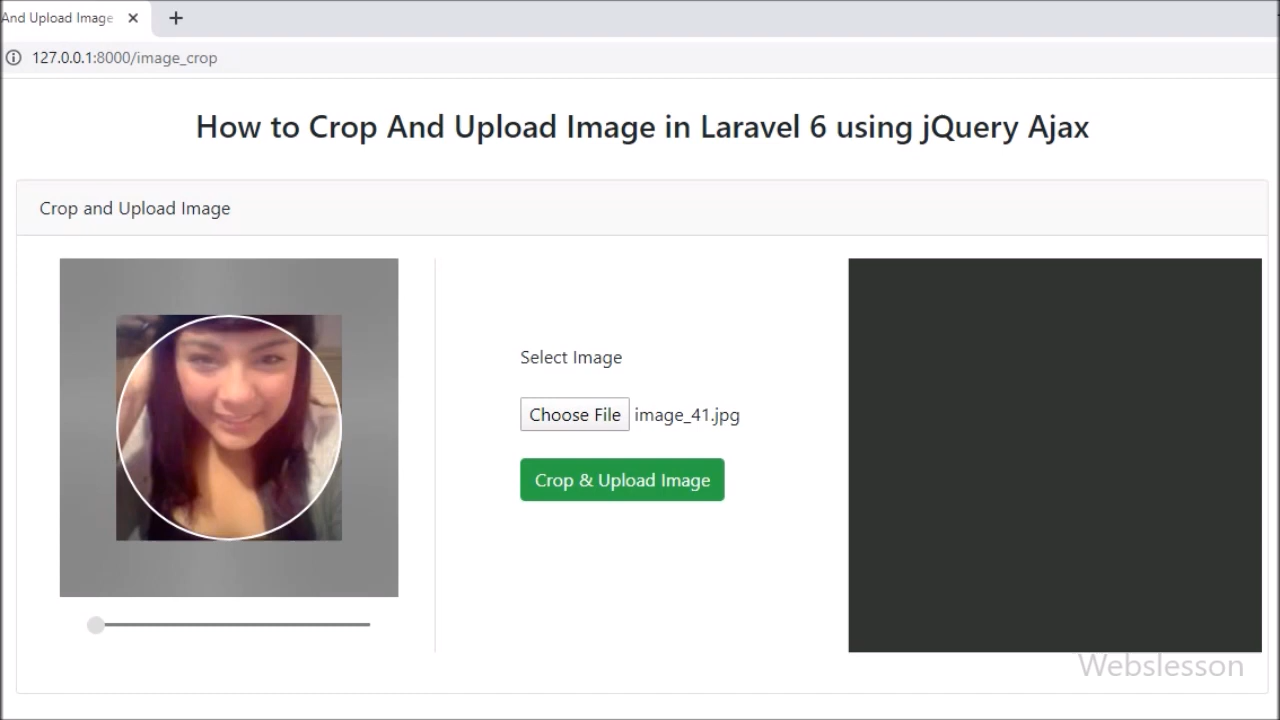 And Upload Image
127.0.0.1:8000/image_crop
How to Crop And Upload Image in Laravel 6 using jQuery Ajax
Crop and Upload Image
Select Image
Choose File image_41.jpg
Crop & Upload Image
Webslesson